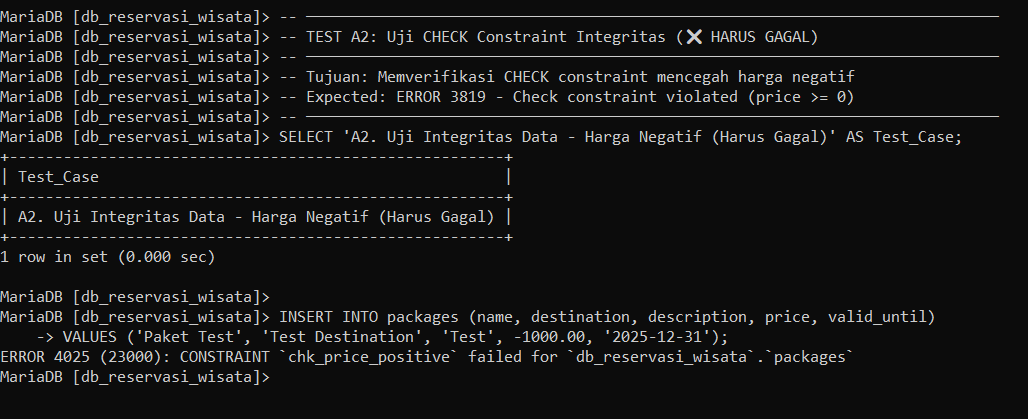 MariaDB [db_reservasi_wisata]> -- ─────────────────────────────────────────────────────────────────────────────
MariaDB [db_reservasi_wisata]> -- TEST A2: Uji CHECK Constraint Integritas (❌ HARUS GAGAL)
MariaDB [db_reservasi_wisata]> -- ─────────────────────────────────────────────────────────────────────────────
MariaDB [db_reservasi_wisata]> -- Tujuan: Memverifikasi CHECK constraint mencegah harga negatif
MariaDB [db_reservasi_wisata]> -- Expected: ERROR 3819 - Check constraint violated (price >= 0)
MariaDB [db_reservasi_wisata]> -- ─────────────────────────────────────────────────────────────────────────────
MariaDB [db_reservasi_wisata]> SELECT 'A2. Uji Integritas Data - Harga Negatif (Harus Gagal)' AS Test_Case;
+-------------------------------------------------------+
| Test_Case                                             |
+-------------------------------------------------------+
| A2. Uji Integritas Data - Harga Negatif (Harus Gagal) |
+-------------------------------------------------------+
1 row in set (0.000 sec)

MariaDB [db_reservasi_wisata]>
MariaDB [db_reservasi_wisata]> INSERT INTO packages (name, destination, description, price, valid_until)
    -> VALUES ('Paket Test', 'Test Destination', 'Test', -1000.00, '2025-12-31');
ERROR 4025 (23000): CONSTRAINT `chk_price_positive` failed for `db_reservasi_wisata`.`packages`
MariaDB [db_reservasi_wisata]>